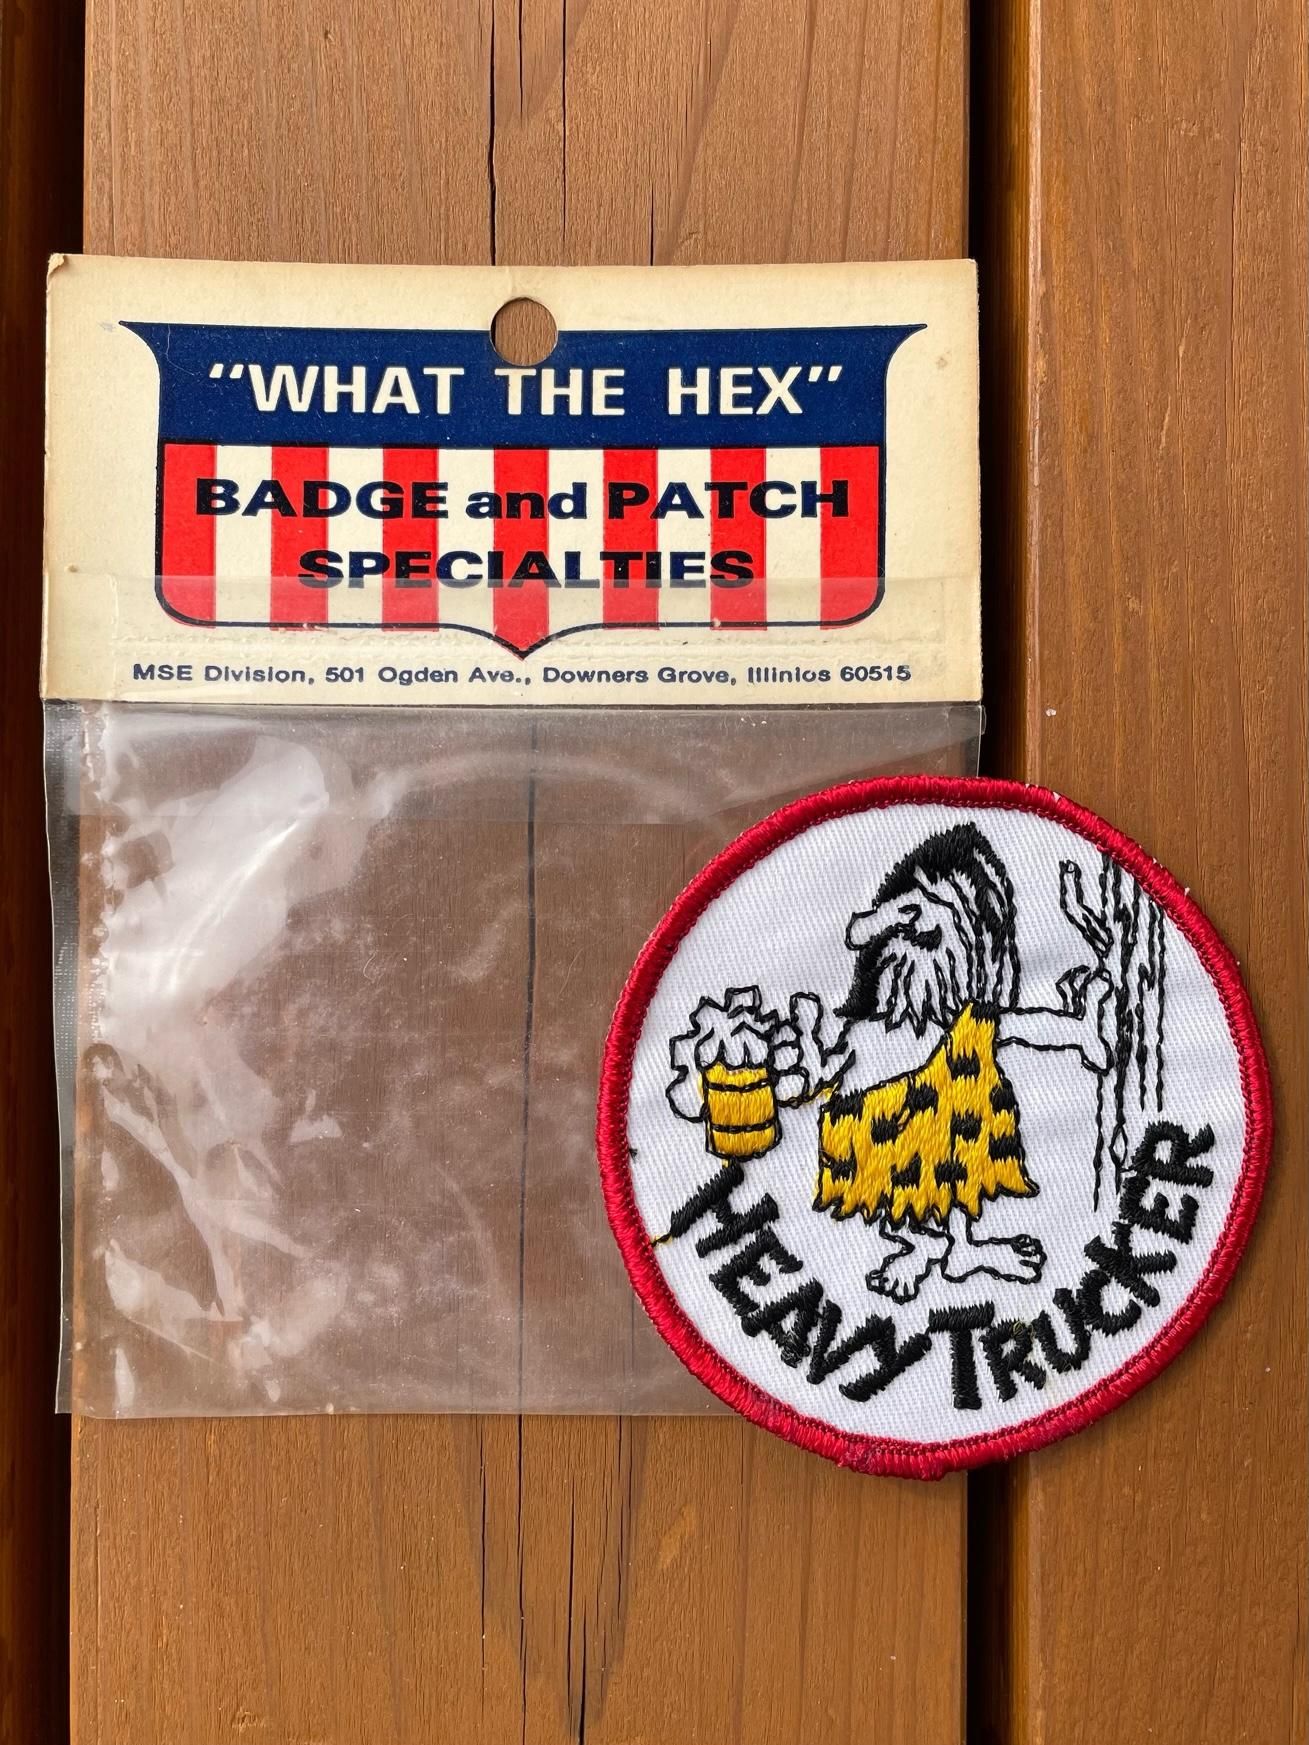 "WHAT THE HEX"
BADGE and PATCH
SPECIALTIES
MSE Division, 501 Ogden Ave., Downers Grove, Illinios 60515
HEAVY TRUCKER